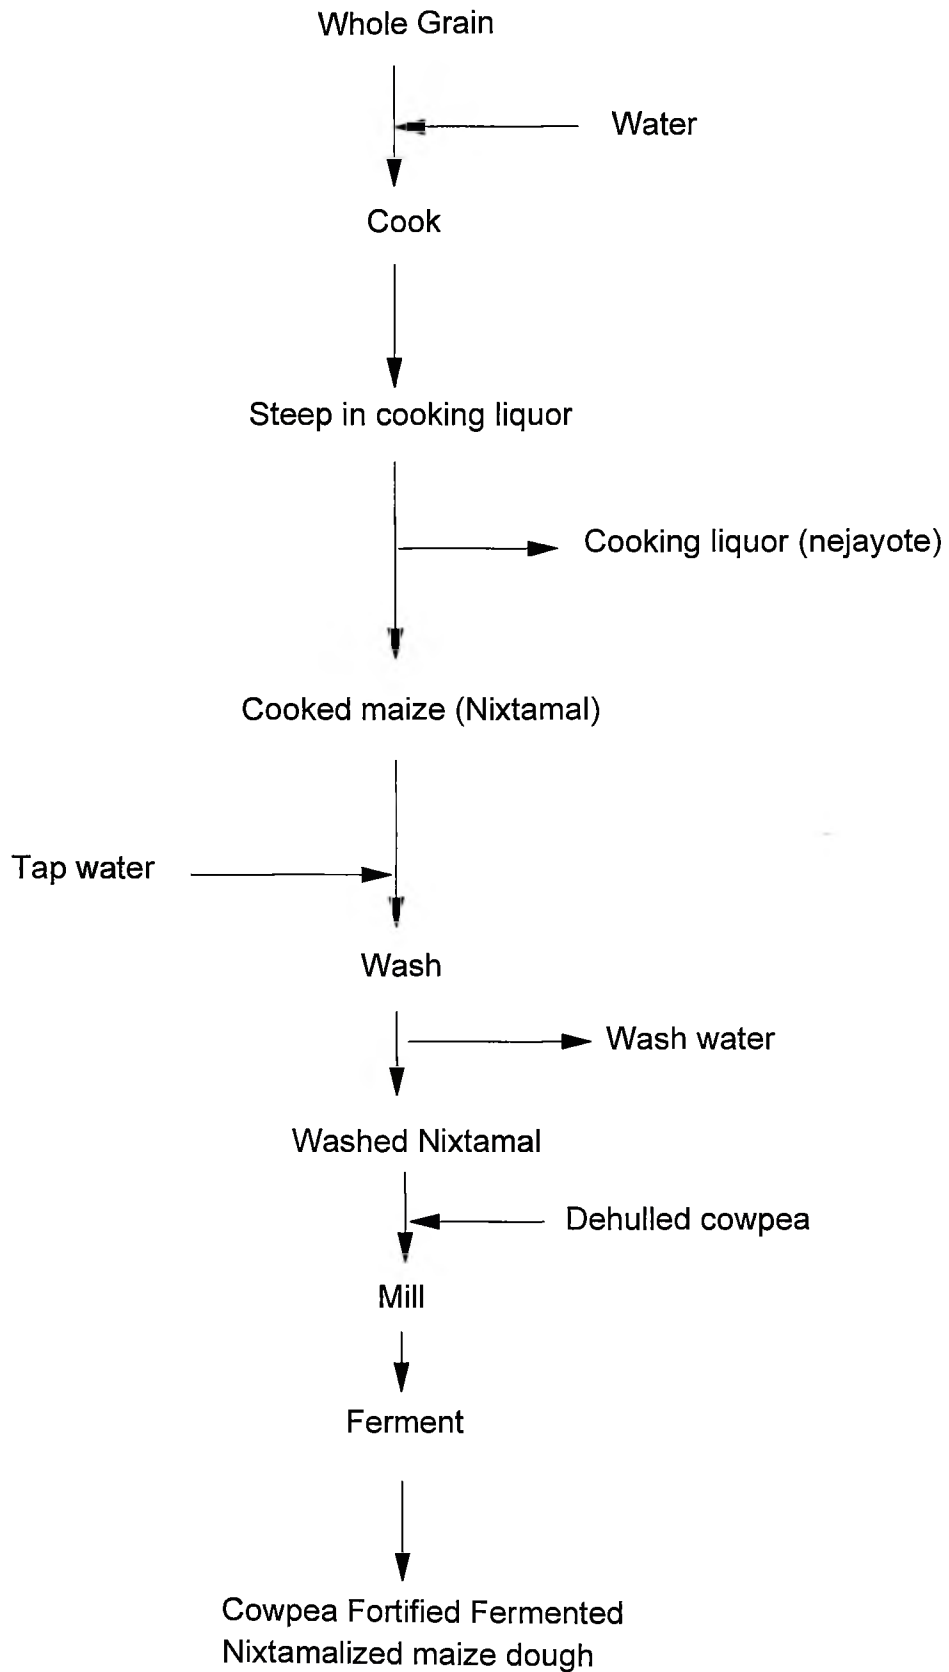 Whole Grain
Water
Cook
Steep in cooking liquor
Cooking liquor (nejayote)
Cooked maize (Nixtamal)
Tap water
Wash
Wash water
Washed Nixtamal
Dehulled cowpea
Mill
Ferment
Cowpea Fortified Fermented
Nixtamalized maize dough